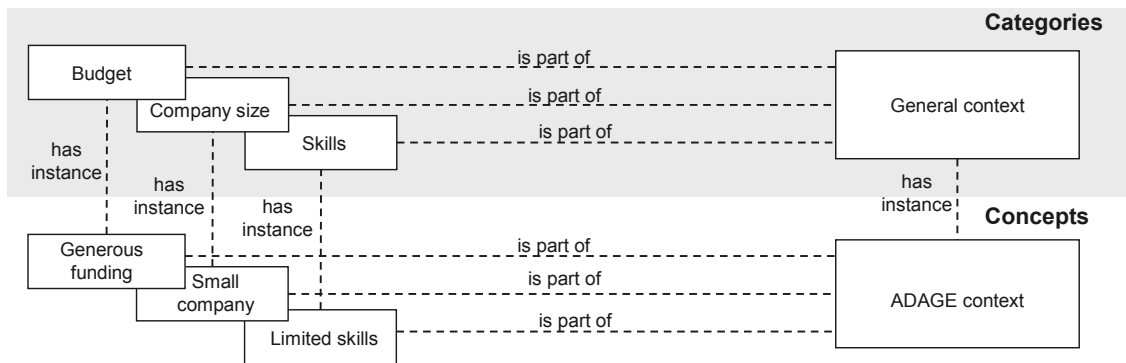 Categories
Budget
is part of
Company size
is part of
General context
Skills
is part of
has
instance
has
instance
has
instance
has
instance
Concepts
Generous
funding
is part of
Small
company
is part of
ADAGE context
Limited skills
is part of